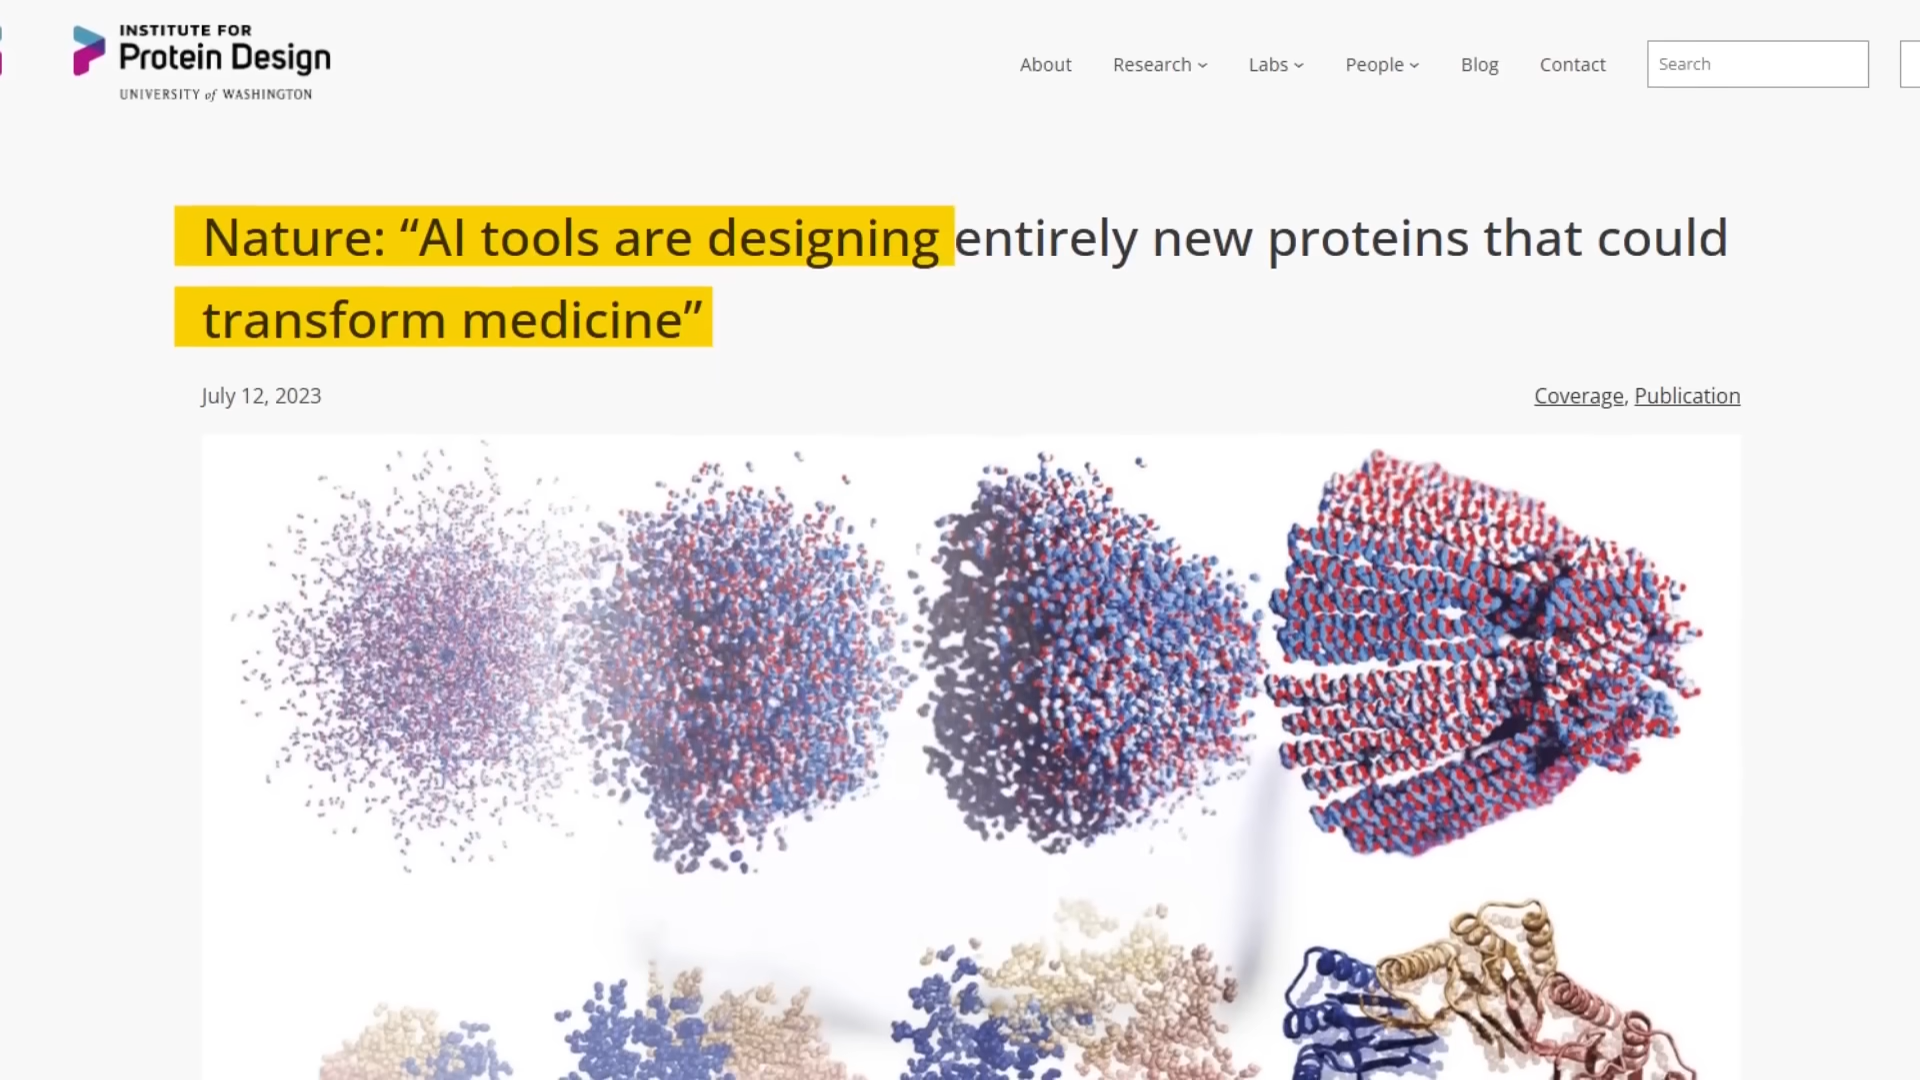 INSTITUTE FOR
Protein Design
UNIVERSITY of WASHINGTON
About Research Labs People Blog Contact Search
Nature: “AI tools are designing entirely new proteins that could
transform medicine”
July 12, 2023
Coverage, Publication